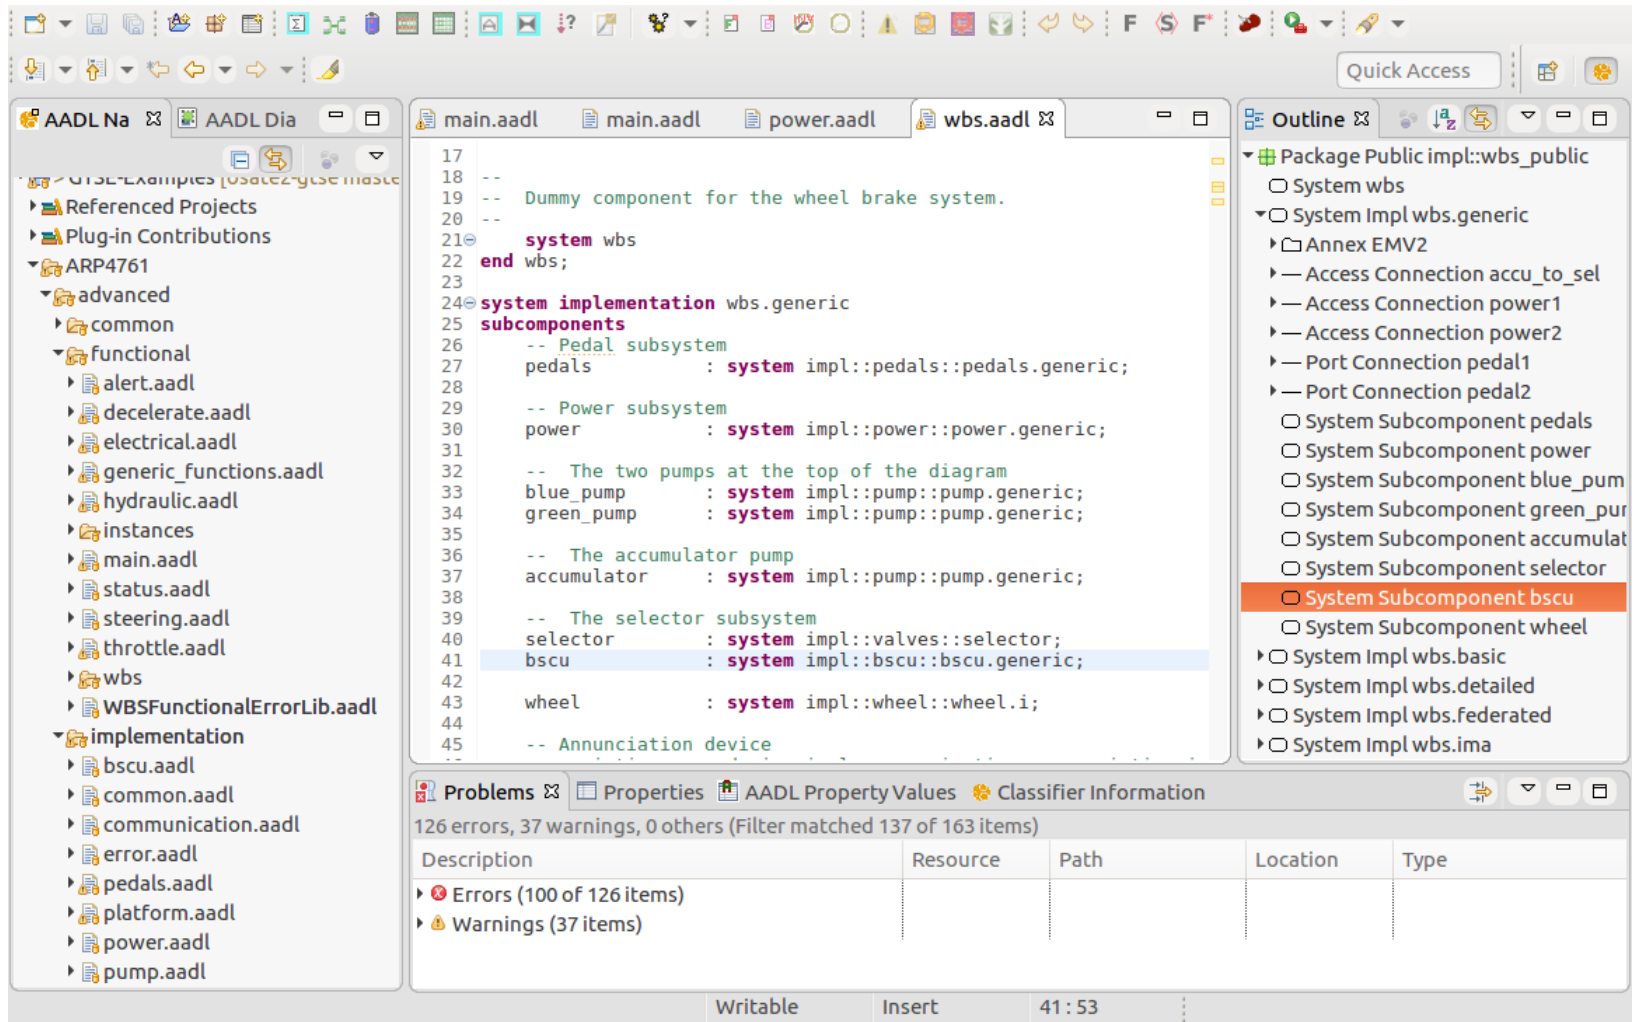 Quick Access
AADL Na
AADL Dia
GTSE-Examples [osate2-gtse maste
Referenced Projects
Plug-in Contributions
ARP4761
advanced
common
functional
alert.aadl
decelerate.aadl
electrical.aadl
generic_functions.aadl
hydraulic.aadl
instances
main.aadl
status.aadl
steering.aadl
throttle.aadl
wbs
WBSFunctionalErrorLib.aadl
implementation
bscu.aadl
common.aadl
communication.aadl
error.aadl
pedals.aadl
platform.aadl
power.aadl
pump.aadl
main.aadl
main.aadl
power.aadl
wbs.aadl
17
18 --
19 -- Dummy component for the wheel brake system.
20 --
21 system wbs
22 end wbs;
23
24 system implementation wbs.generic
25 subcomponents
26 -- Pedal subsystem
27 pedals : system impl::pedals::pedals.generic;
28
29 -- Power subsystem
30 power : system impl::power::power.generic;
31
32 -- The two pumps at the top of the diagram
33 blue_pump : system impl::pump::pump.generic;
34 green_pump : system impl::pump::pump.generic;
35
36 -- The accumulator pump
37 accumulator : system impl::pump::pump.generic;
38
39 -- The selector subsystem
40 selector : system impl::valves::selector;
41 bscu : system impl::bscu::bscu.generic;
42
43 wheel : system impl::wheel::wheel.i;
44
45 -- Annunciation device
Outline
Package Public impl::wbs_public
System wbs
System Impl wbs.generic
Annex EMV2
Access Connection accu_to_sel
Access Connection power1
Access Connection power2
Port Connection pedal1
Port Connection pedal2
System Subcomponent pedals
System Subcomponent power
System Subcomponent blue_pum
System Subcomponent green_pur
System Subcomponent accumulat
System Subcomponent selector
System Subcomponent bscu
System Subcomponent wheel
System Impl wbs.basic
System Impl wbs.detailed
System Impl wbs.federated
System Impl wbs.ima
Problems
Properties
AADL Property Values
Classifier Information
126 errors, 37 warnings, 0 others (Filter matched 137 of 163 items)
Description Resource Path Location Type
Errors (100 of 126 items)
Warnings (37 items)
Writable Insert 41 : 53